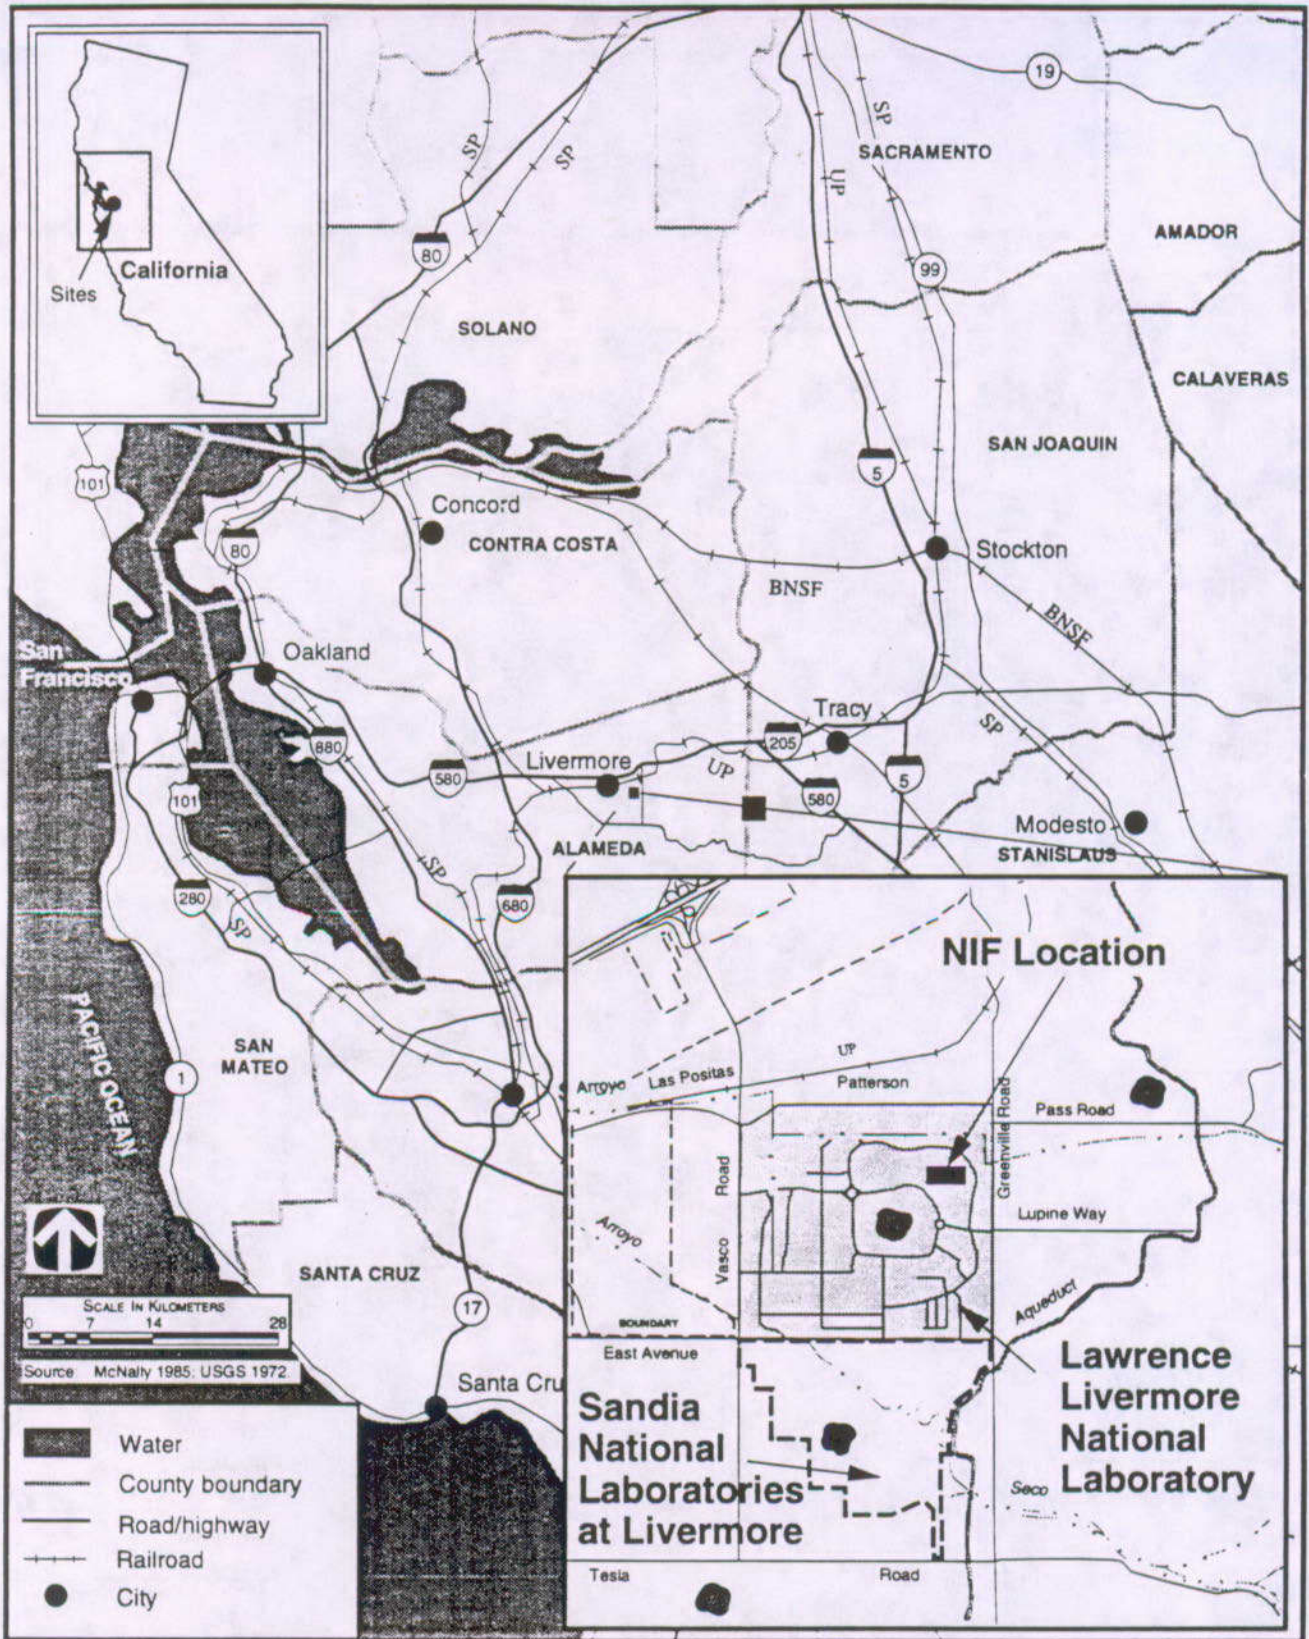 California
Sites
19
SP
SP
SP
UP
SACRAMENTO
80
99
AMADOR
SOLANO
CALAVERAS
SAN JOAQUIN
101
5
Concord
80
CONTRA COSTA
Stockton
BNSF
BNSF
San
Francisco
Oakland
Tracy
SP
880
205
Livermore
580
UP
5
580
101
Modesto
ALAMEDA
STANISLAUS
SP
280
680
SP
PACIFIC OCEAN
SAN
MATEO
1
SANTA CRUZ
17
SCALE IN KILOMETERS
0 7 14 28
Source McNally 1985; USGS 1972.
Santa Cru
Water
County boundary
Road/highway
Railroad
City
NIF Location
UP
Arroyo Las Positas
Patterson
Pass Road
Greenville Road
Vasco Road
Lupine Way
Arroyo
Aqueduct
BOUNDARY
East Avenue
Lawrence
Livermore
National
Laboratory
Sandia
National
Laboratories
at Livermore
Seco
Tesla Road